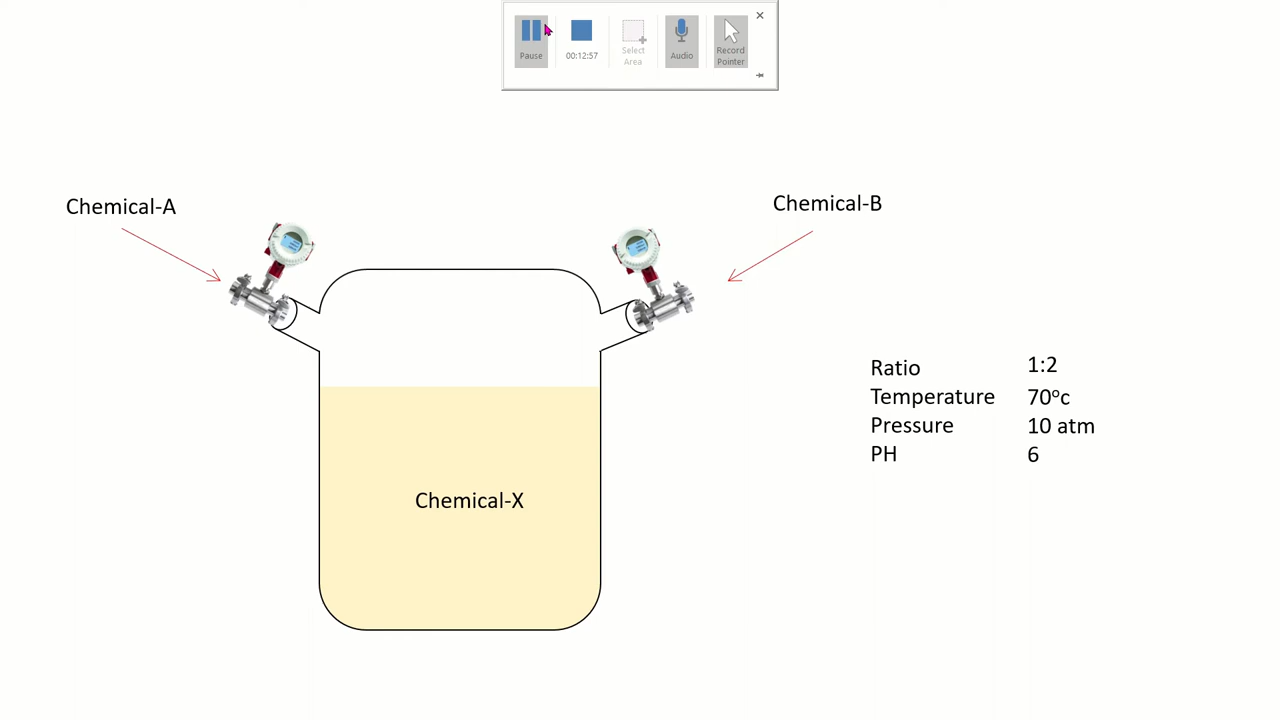 Pause
00:12:57
Select
Area
Audio
Record
Pointer
Chemical-A
Chemical-B
Ratio 1:2
Temperature 70ºc
Pressure 10 atm
PH 6
Chemical-X